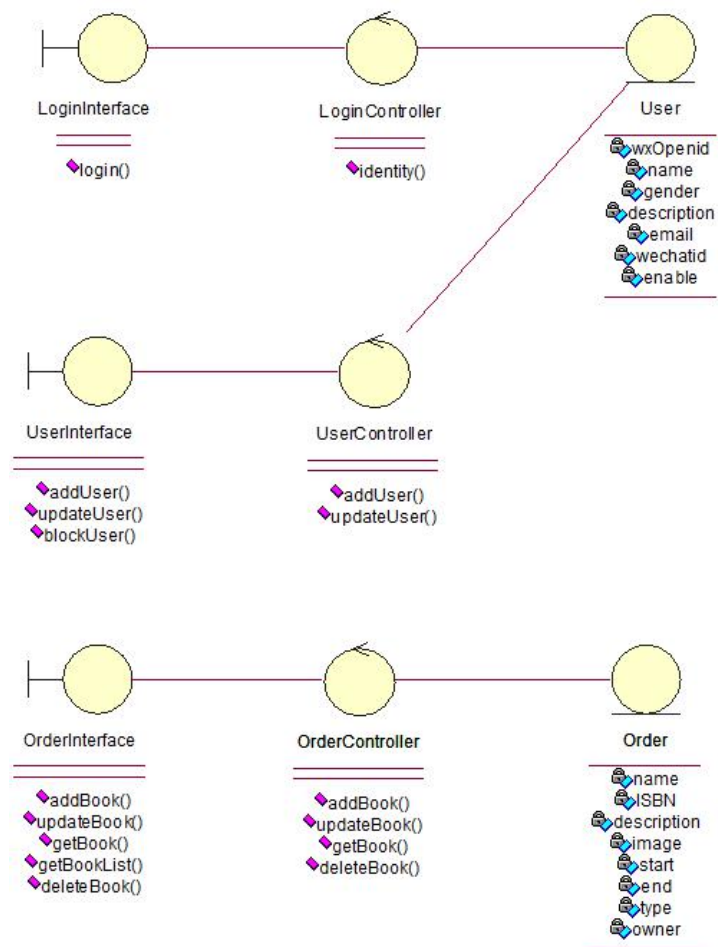 LoginInterface
login()
LoginController
identity()
User
wxOpenid
name
gender
description
email
wechatid
enable
UserInterface
addUser()
updateUser()
blockUser()
UserController
addUser()
updateUser()
OrderInterface
addBook()
updateBook()
getBook()
getBookList()
deleteBook()
OrderController
addBook()
updateBook()
getBook()
deleteBook()
Order
name
ISBN
description
image
start
end
type
owner